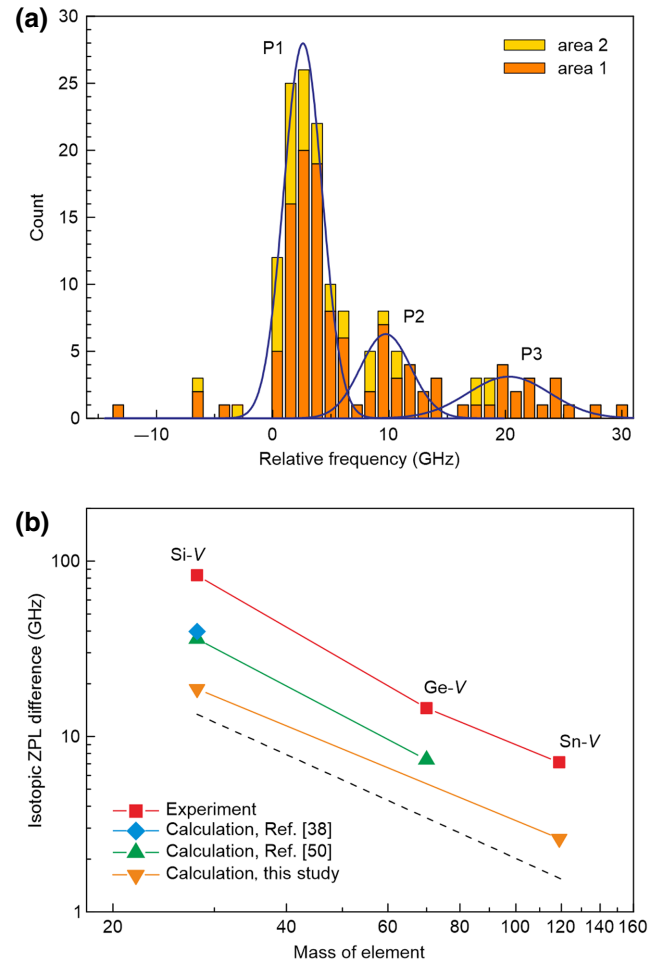 (a)
30
25
20
15
10
5
0
Count
P1
P2
P3
area 2
area 1
—10 0 10 20 30
Relative frequency (GHz)
(b)
100
10
1
Isotopic ZPL difference (GHz)
Si-V
Ge-V
Sn-V
Experiment
Calculation, Ref. [38]
Calculation, Ref. [50]
Calculation, this study
20 40 60 80 100 120 140 160
Mass of element